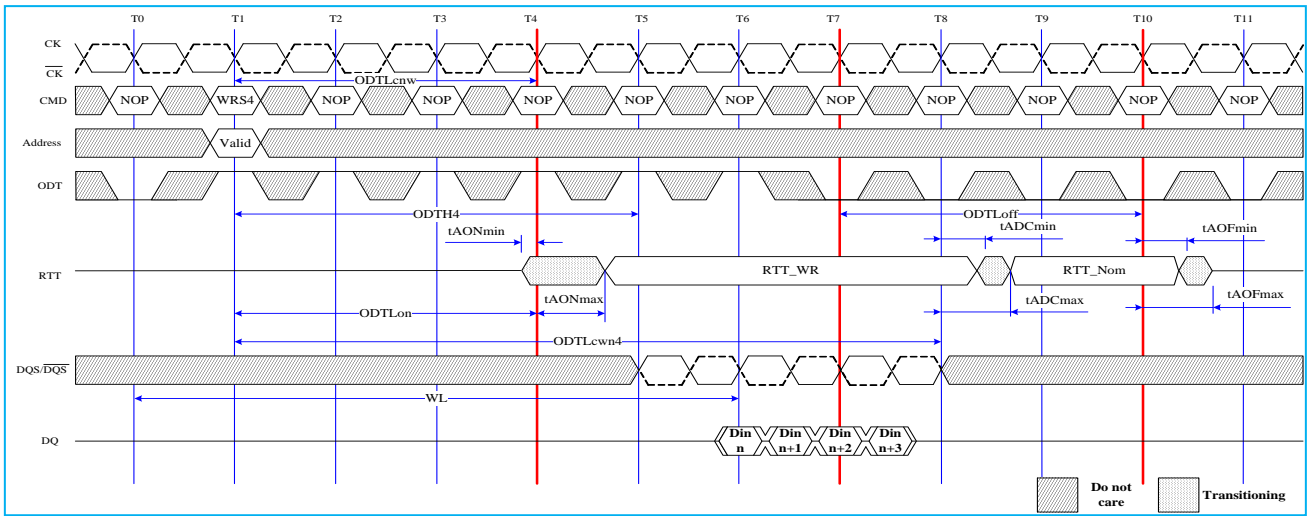 T0 T1 T2 T3 T4 T5 T6 T7 T8 T9 T10 T11
CK
CK
ODTLcnw
CMD NOP WRS4 NOP NOP NOP NOP NOP NOP NOP NOP NOP NOP
Address Valid
ODT
ODTH4 ODTLoff
tAONmin tADCmin tAOFmin
RTT RTT_WR RTT_Nom
tAONmax tADCmax tAOFmax
ODTLon
ODTLcwn4
DQS/DQS
WL
DQ Din n Din n+1 Din n+2 Din n+3
Do not care Transitioning